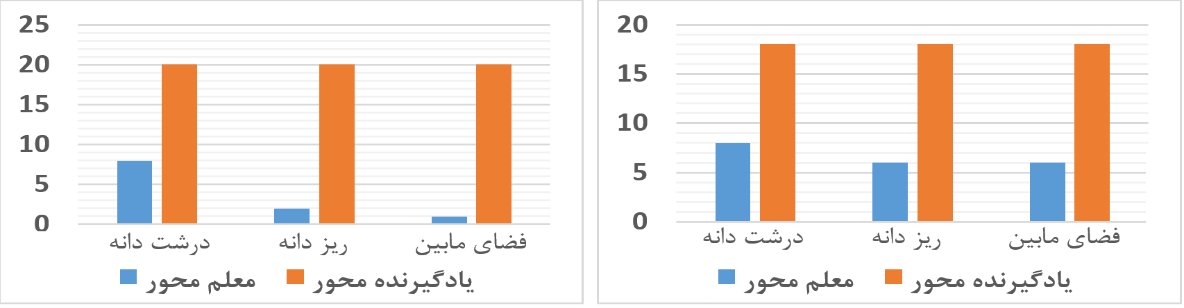 25
20
15
10
5
0
درشت دانه ریز دانه فضای مابین
معلم محور یادگیرنده محور
20
15
10
5
0
درشت دانه ریز دانه فضای مابین
معلم محور یادگیرنده محور